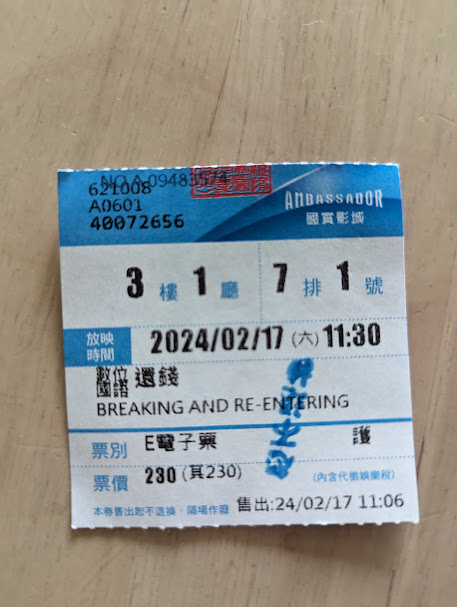 NO.A 0948357
621008
A0601
40072656
AMBASSADOR
國賓影城
3樓 1廳 7排 1號
放映時間 2024/02/17 (六) 11:30
數位國語 還錢
BREAKING AND RE-ENTERING
票別 E電子票 護
票價 230 (其230) (內含代徵娛樂稅)
本券售出恕不退換‧隔場作廢 售出:24/02/17 11:06